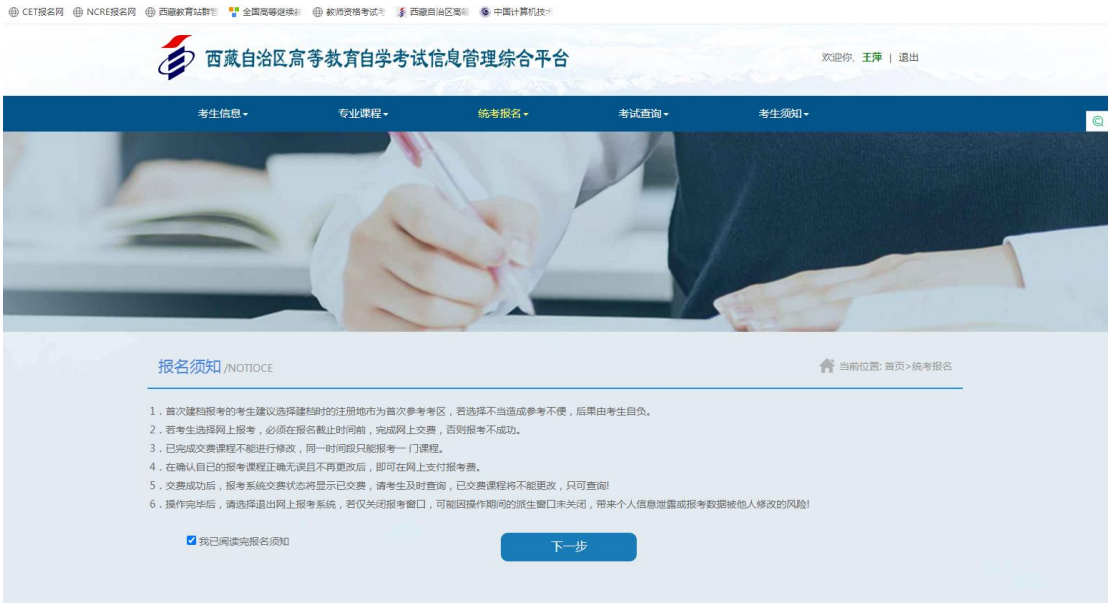 CET报名网 NCRE报名网 西藏教育站群管 全国高等继续教 教师资格考试考 西藏自治区高等 中国计算机技术
西藏自治区高等教育自学考试信息管理综合平台
欢迎你, 王萍 | 退出
考生信息 专业课程 统考报名 考试查询 考生须知
报名须知 /NOTIOCE
当前位置: 首页>统考报名
1．首次建档报考的考生建议选择建档时的注册地市为首次参考考区，若选择不当造成参考不便，后果由考生自负。
2．若考生选择网上报考，必须在报名截止时间前，完成网上交费，否则报考不成功。
3．已完成交费课程不能进行修改，同一时间段只能报考一 门课程。
4．在确认自已的报考课程正确无误且不再更改后，即可在网上支付报考费。
5．交费成功后，报考系统交费状态将显示已交费，请考生及时查询，已交费课程将不能更改，只可查询!
6．操作完毕后，请选择退出网上报考系统，若仅关闭报考窗口，可能因操作期间的派生窗口未关闭，带来个人信息泄露或报考数据被他人修改的风险!
我已阅读完报名须知
下一步